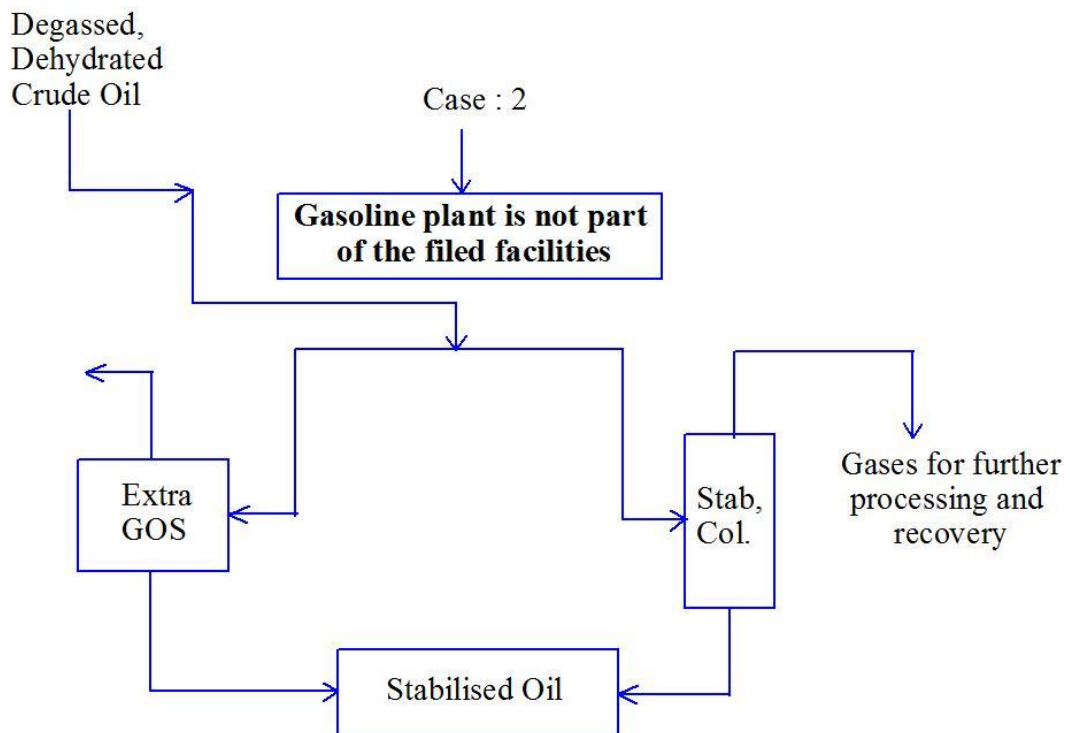 Degassed,
Dehydrated
Crude Oil
Case : 2
Gasoline plant is not part
of the filed facilities
Extra
GOS
Stab,
Col.
Gases for further
processing and
recovery
Stabilised Oil